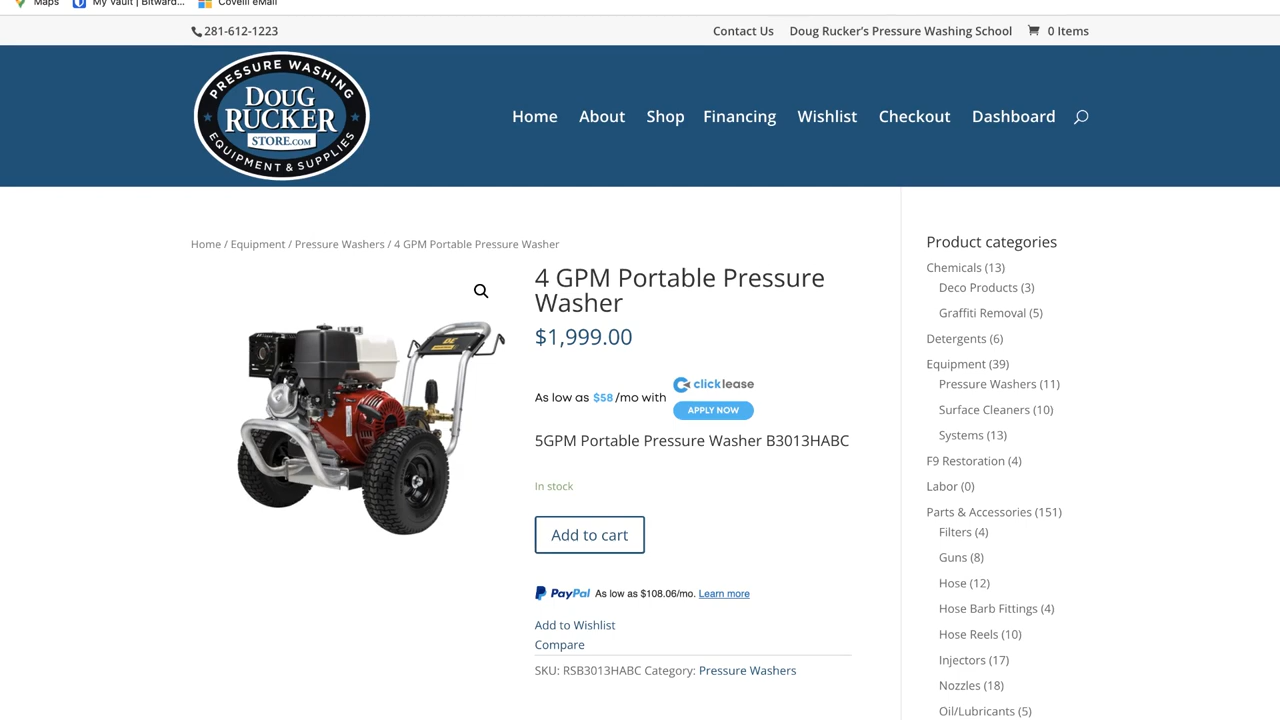 Maps My Vault | Bitward... Covelli eMail
281-612-1223
Contact Us Doug Rucker's Pressure Washing School 0 Items
PRESSURE WASHING
DOUG
RUCKER
STORE.COM
EQUIPMENT & SUPPLIES
Home About Shop Financing Wishlist Checkout Dashboard
Home / Equipment / Pressure Washers / 4 GPM Portable Pressure Washer
4 GPM Portable Pressure
Washer
$1,999.00
As low as $58/mo with clicklease
APPLY NOW
5GPM Portable Pressure Washer B3013HABC
In stock
Add to cart
PayPal As low as $108.06/mo. Learn more
Add to Wishlist
Compare
SKU: RSB3013HABC Category: Pressure Washers
BE
Product categories
Chemicals (13)
Deco Products (3)
Graffiti Removal (5)
Detergents (6)
Equipment (39)
Pressure Washers (11)
Surface Cleaners (10)
Systems (13)
F9 Restoration (4)
Labor (0)
Parts & Accessories (151)
Filters (4)
Guns (8)
Hose (12)
Hose Barb Fittings (4)
Hose Reels (10)
Injectors (17)
Nozzles (18)
Oil/Lubricants (5)